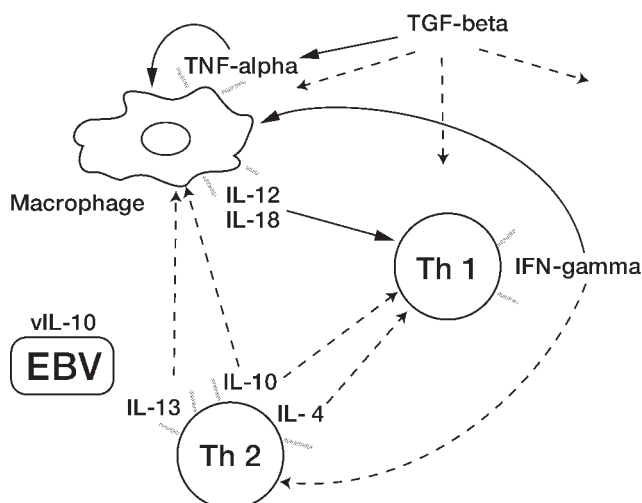 TGF-beta
TNF-alpha
Macrophage
IL-12
IL-18
Th 1
IFN-gamma
vIL-10
EBV
IL-10
IL-13
IL- 4
Th 2